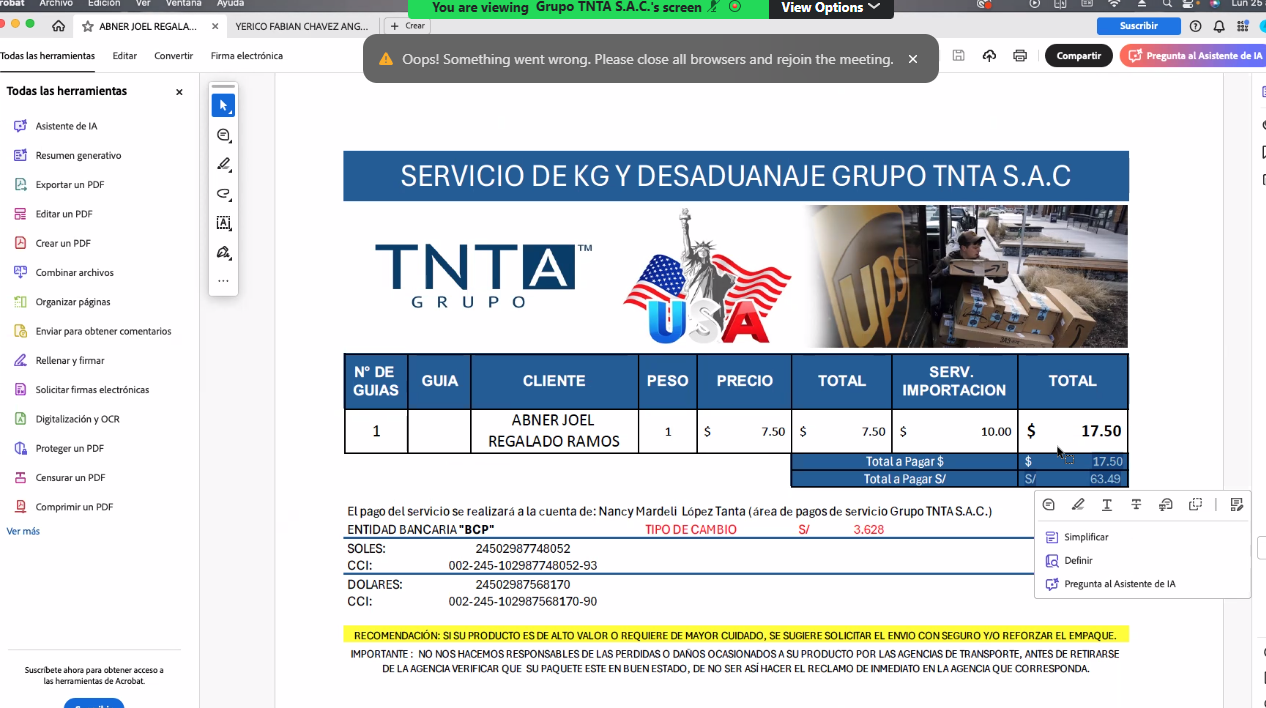 crobat Archivo Edición Ver Ventana Ayuda
You are viewing Grupo TNTA S.A.C.'s screen
View Options
Lun 25
ABNER JOEL REGALA... ×
YERICO FABIAN CHAVEZ ANG...
+ Crear
Suscribir
Todas las herramientas Editar Convertir Firma electrónica
Oops! Something went wrong. Please close all browsers and rejoin the meeting. ×
Compartir
Pregunta al Asistente de IA
Todas las herramientas ×
Asistente de IA
Resumen generativo
Exportar un PDF
Editar un PDF
Crear un PDF
Combinar archivos
Organizar páginas
Enviar para obtener comentarios
Rellenar y firmar
Solicitar firmas electrónicas
Digitalización y OCR
Proteger un PDF
Censurar un PDF
Comprimir un PDF
Ver más
Suscríbete ahora para obtener acceso a
las herramientas de Acrobat.
SERVICIO DE KG Y DESADUANAJE GRUPO TNTA S.A.C
TNTA™
GRUPO
USA
ups
N° DE GUIAS GUIA CLIENTE PESO PRECIO TOTAL SERV. IMPORTACION TOTAL
1 ABNER JOEL REGALADO RAMOS 1 $ 7.50 $ 7.50 $ 10.00 $ 17.50
Total a Pagar $ $ 17.50
Total a Pagar S/ S/ 63.49
El pago del servicio se realizará a la cuenta de: Nancy Mardeli López Tanta (área de pagos de servicio Grupo TNTA S.A.C.)
ENTIDAD BANCARIA "BCP" TIPO DE CAMBIO S/ 3.628
SOLES: 24502987748052
CCI: 002-245-102987748052-93
DOLARES: 24502987568170
CCI: 002-245-102987568170-90
Simplificar
Definir
Pregunta al Asistente de IA
RECOMENDACIÓN: SI SU PRODUCTO ES DE ALTO VALOR O REQUIERE DE MAYOR CUIDADO, SE SUGIERE SOLICITAR EL ENVIO CON SEGURO Y/O REFORZAR EL EMPAQUE.
IMPORTANTE : NO NOS HACEMOS RESPONSABLES DE LAS PERDIDAS O DAÑOS OCASIONADOS A SU PRODUCTO POR LAS AGENCIAS DE TRANSPORTE, ANTES DE RETIRARSE
DE LA AGENCIA VERIFICAR QUE SU PAQUETE ESTE EN BUEN ESTADO, DE NO SER ASÍ HACER EL RECLAMO DE INMEDIATO EN LA AGENCIA QUE CORRESPONDA.